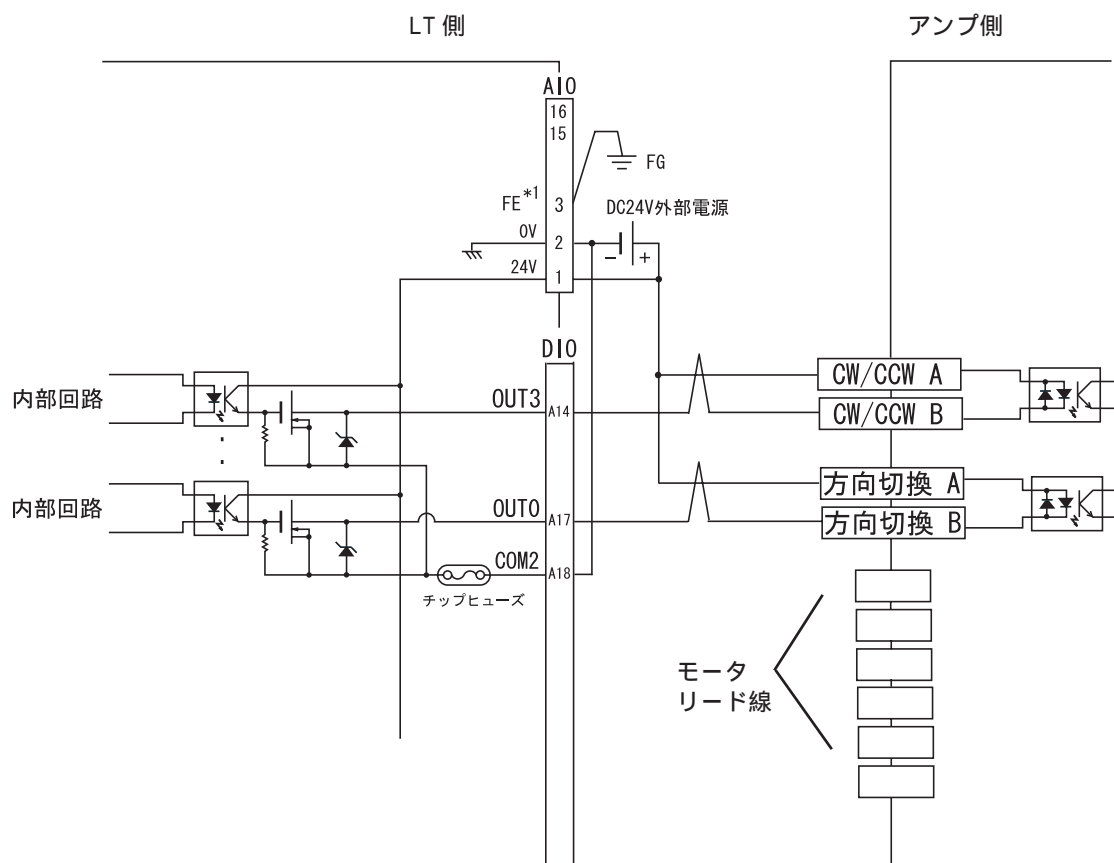 LT側
アンプ側
AIO
16
15
FG
FE*1
3
DC24V外部電源
0V
2
－
＋
24V
1
DIO
CW/CCW A
内部回路
OUT3
A14
CW/CCW B
方向切換 A
内部回路
OUT0
A17
方向切換 B
COM2
A18
チップヒューズ
モータ
リード線